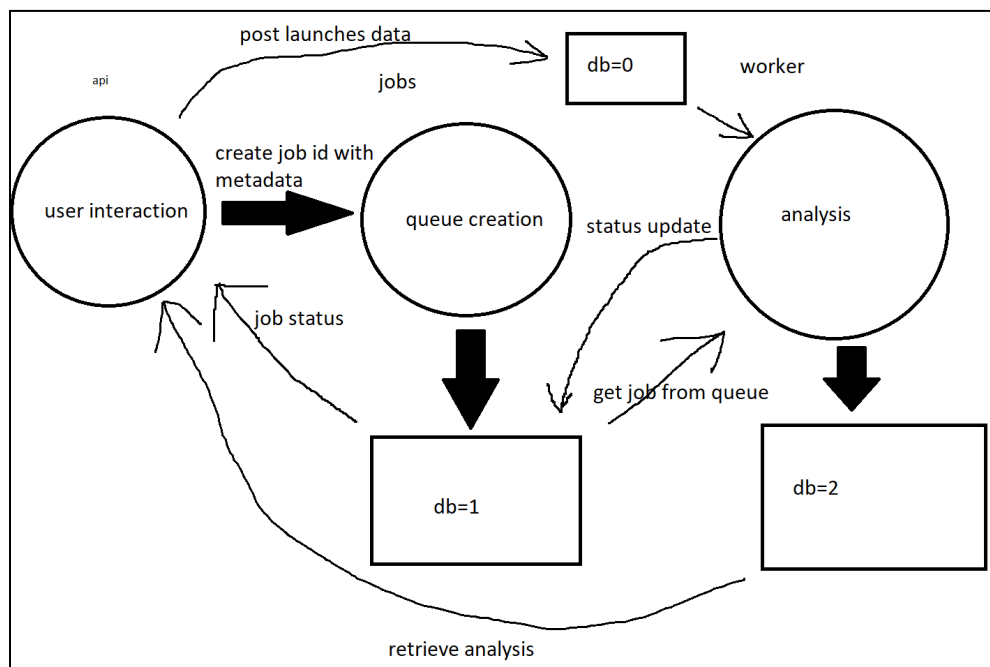 post launches data
db=0
worker
api
jobs
create job id with
metadata
user interaction
queue creation
status update
analysis
job status
get job from queue
db=1
db=2
retrieve analysis